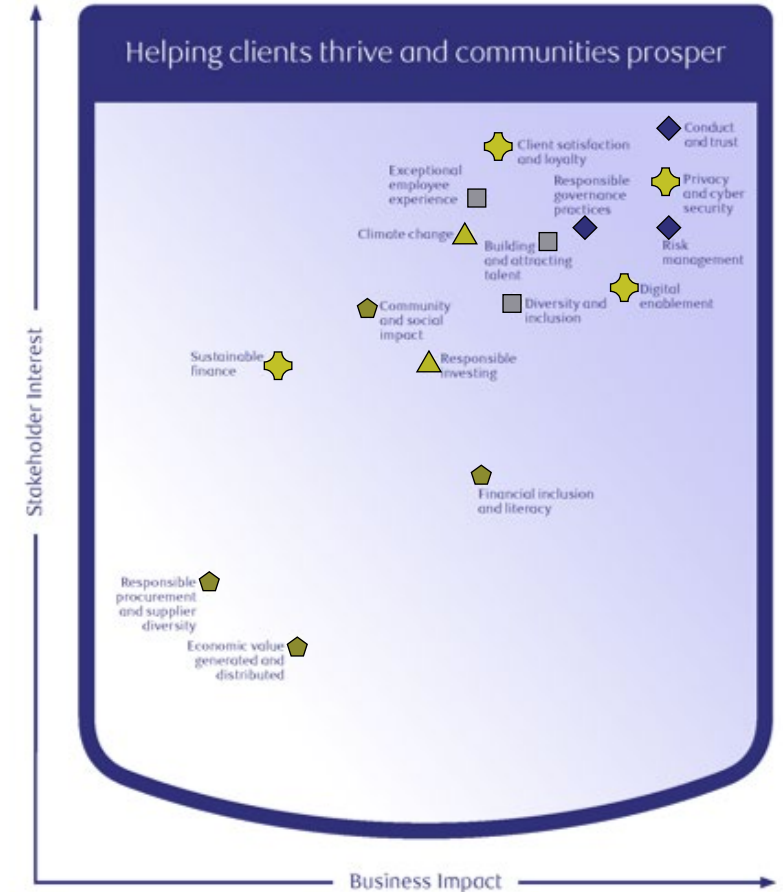 Helping clients thrive and communities prosper
Conduct
and trust
Client satisfaction
and loyalty
Exceptional
employee
experience
Responsible
governance
practices
Privacy
and cyber
security
Climate change
Building
and attracting
talent
Risk
management
Digital
enablement
Community
and social
impact
Diversity and
inclusion
Sustainable
finance
Responsible
investing
Financial inclusion
and literacy
Responsible
procurement
and supplier
diversity
Economic value
generated and
distributed
Stakeholder Interest
Business Impact